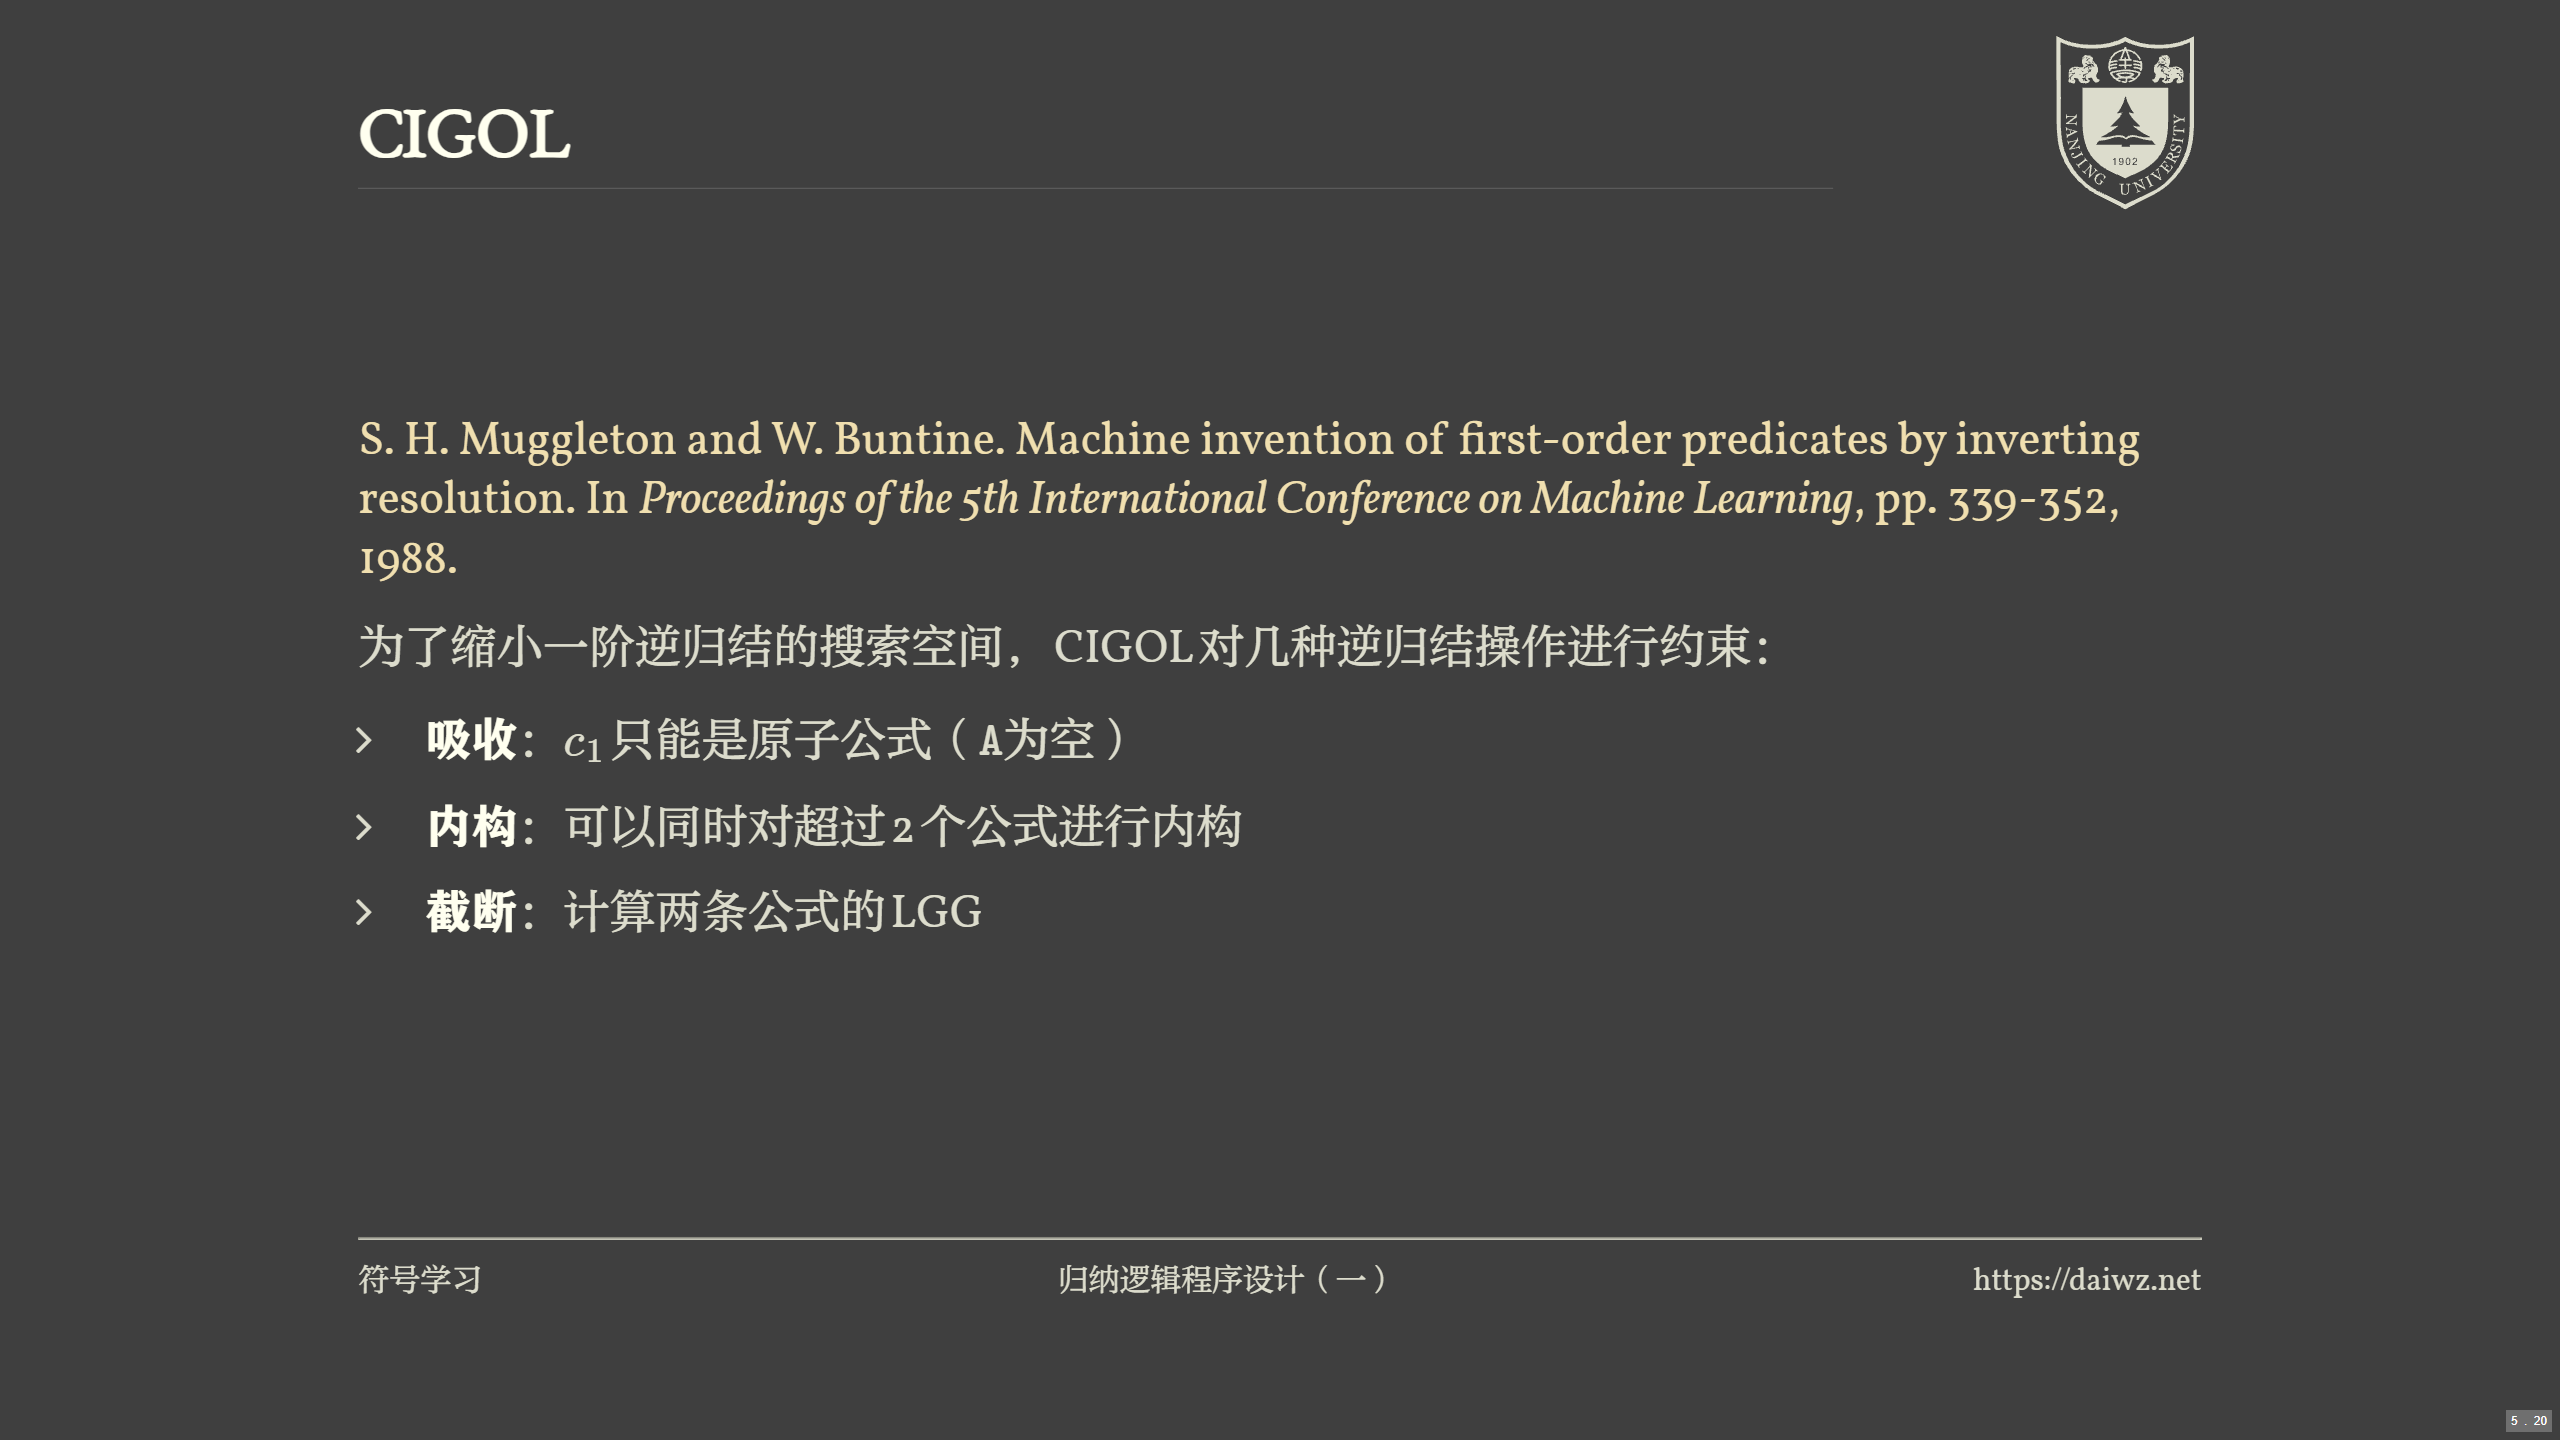 CIGOL
NANJING UNIVERSITY
1902
S. H. Muggleton and W. Buntine. Machine invention of first-order predicates by inverting
resolution. In Proceedings of the 5th International Conference on Machine Learning, pp. 339-352,
1988.
为了缩小一阶逆归结的搜索空间，CIGOL对几种逆归结操作进行约束：
吸收：c₁只能是原子公式（A为空）
内构：可以同时对超过2个公式进行内构
截断：计算两条公式的LGG
符号学习
归纳逻辑程序设计（一）
https://daiwz.net
5 . 20